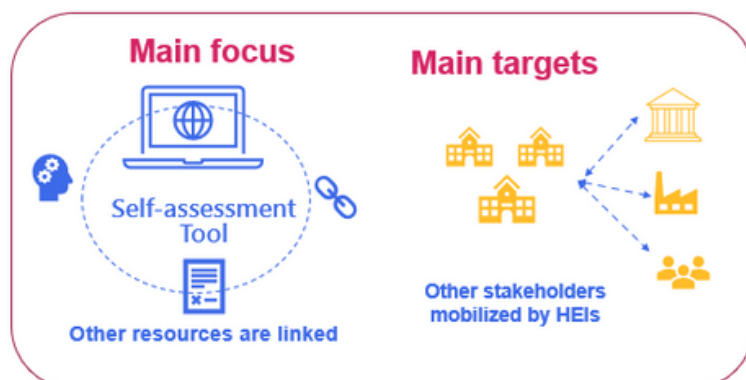 Main focus
Self-assessment
Tool
Other resources are linked
Main targets
Other stakeholders
mobilized by HEIs